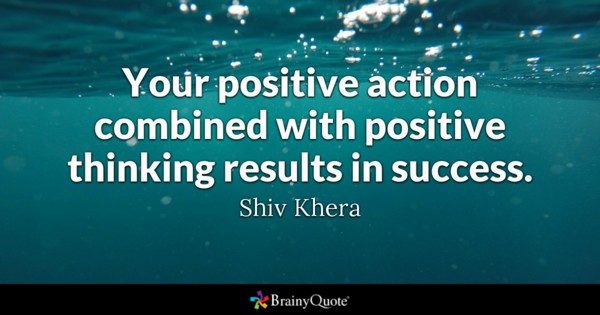 Your positive action
combined with positive
thinking results in success.
Shiv Khera
BrainyQuote®